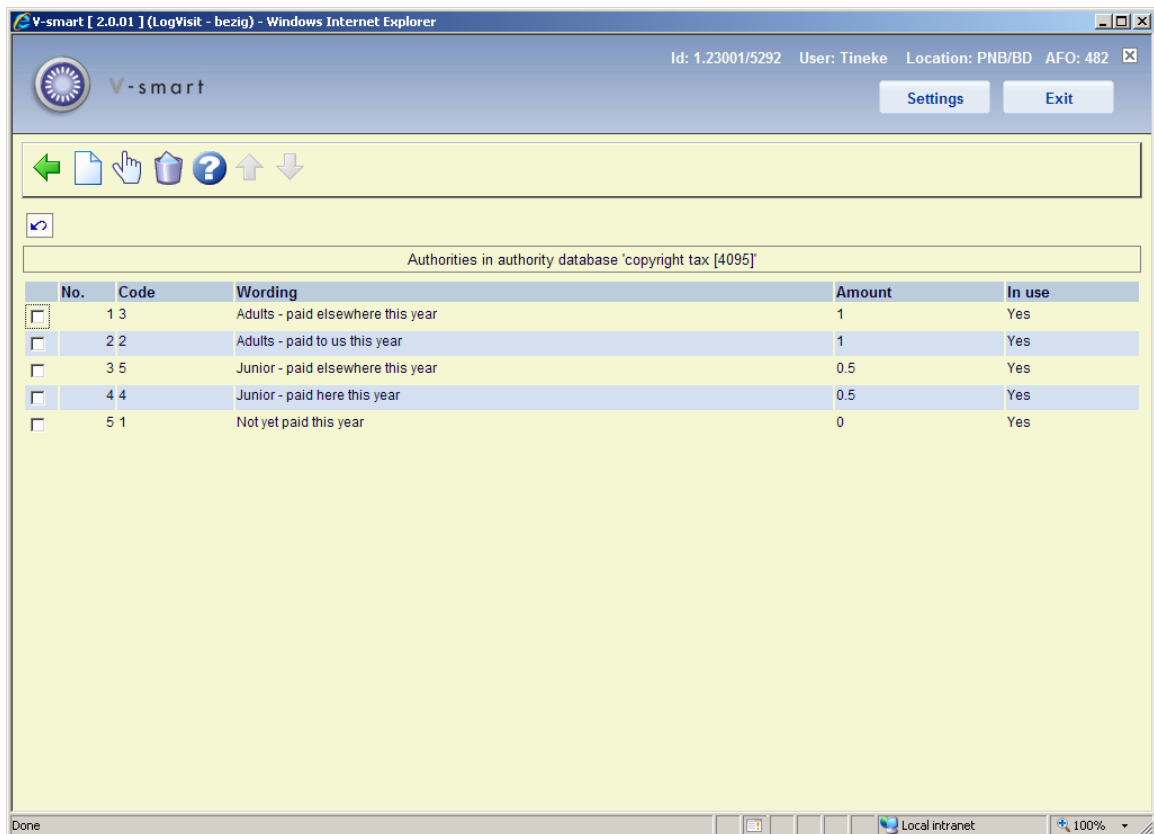 V-smart [ 2.0.01 ] (LogVisit - bezig) - Windows Internet Explorer
Id: 1.23001/5292 User: Tineke Location: PNB/BD AFO: 482
V-smart
Settings Exit
Authorities in authority database 'copyright tax [4095]'
No. Code Wording Amount In use
1 3 Adults - paid elsewhere this year 1 Yes
2 2 Adults - paid to us this year 1 Yes
3 5 Junior - paid elsewhere this year 0.5 Yes
4 4 Junior - paid here this year 0.5 Yes
5 1 Not yet paid this year 0 Yes
Done Local intranet 100%